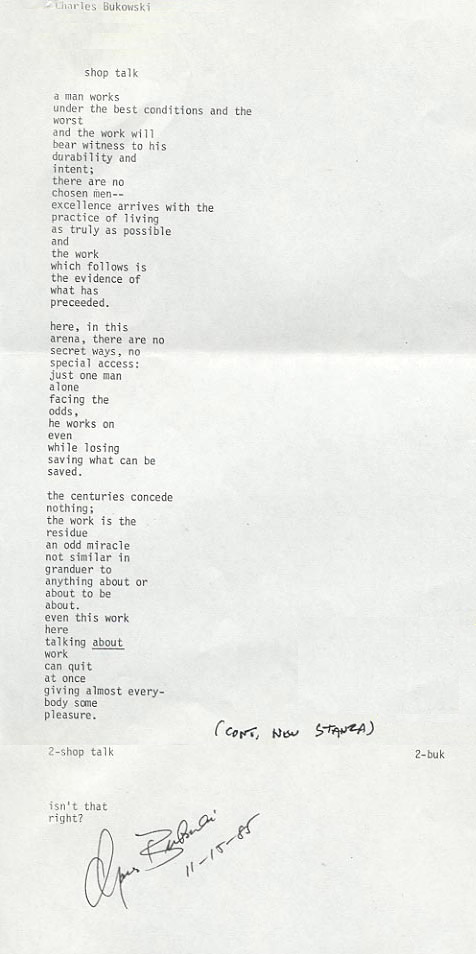 Charles Bukowski
shop talk
a man works
under the best conditions and the
worst
and the work will
bear witness to his
durability and
intent;
there are no
chosen men--
excellence arrives with the
practice of living
as truly as possible
and
the work
which follows is
the evidence of
what has
preceeded.
here, in this
arena, there are no
secret ways, no
special access:
just one man
alone
facing the
odds,
he works on
even
while losing
saving what can be
saved.
the centuries concede
nothing;
the work is the
residue
an odd miracle
not similar in
granduer to
anything about or
about to be
about.
even this work
here
talking about
work
can quit
at once
giving almost every-
body some
pleasure.
(CONT, NEW STANZA)
2-shop talk 2-buk
isn't that
right?
Bukowski
11-15-85